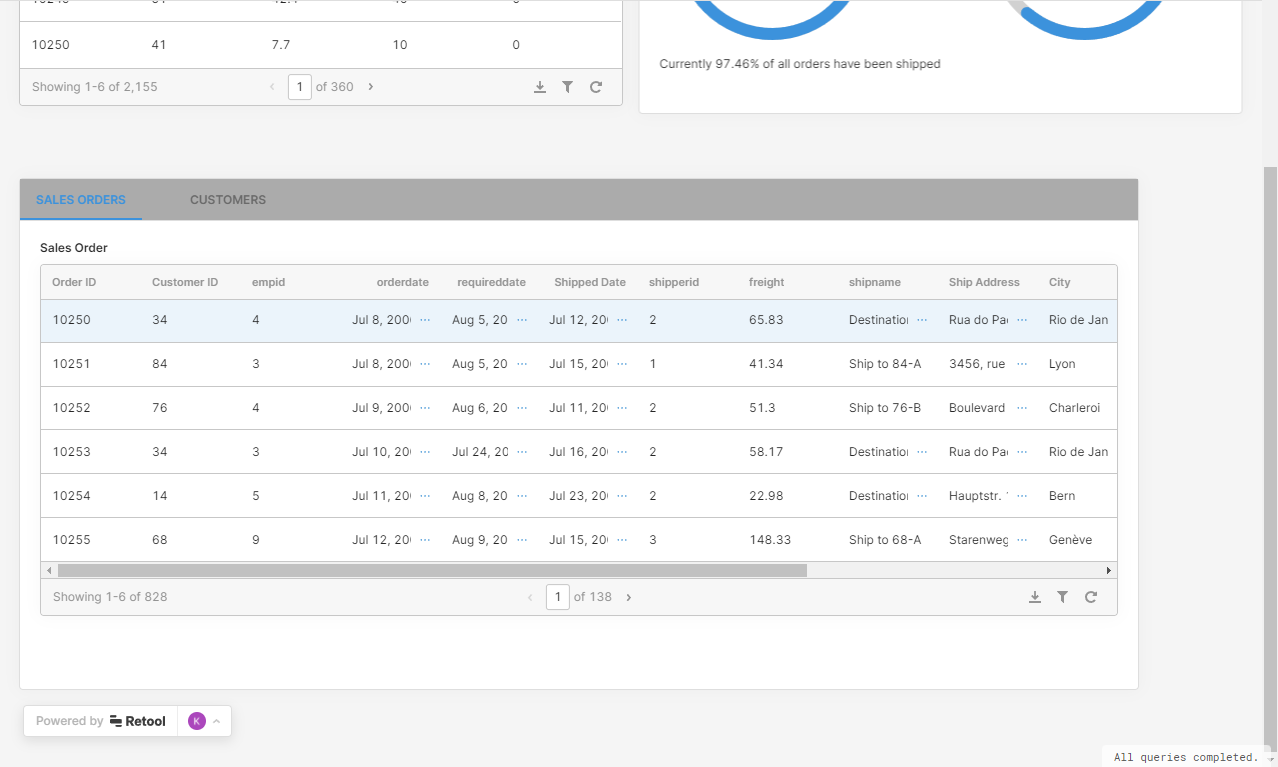 10250 41 7.7 10 0
Showing 1-6 of 2,155 1 of 360
Currently 97.46% of all orders have been shipped
SALES ORDERS CUSTOMERS
Sales Order
Order ID Customer ID empid orderdate requireddate Shipped Date shipperid freight shipname Ship Address City
10250 34 4 Jul 8, 200 ··· Aug 5, 20 ··· Jul 12, 20 ··· 2 65.83 Destination ··· Rua do Pa ··· Rio de Jan
10251 84 3 Jul 8, 200 ··· Aug 5, 20 ··· Jul 15, 20 ··· 1 41.34 Ship to 84-A 3456, rue ··· Lyon
10252 76 4 Jul 9, 200 ··· Aug 6, 20 ··· Jul 11, 20 ··· 2 51.3 Ship to 76-B Boulevard ··· Charleroi
10253 34 3 Jul 10, 20 ··· Jul 24, 20 ··· Jul 16, 20 ··· 2 58.17 Destination ··· Rua do Pa ··· Rio de Jan
10254 14 5 Jul 11, 200 ··· Aug 8, 20 ··· Jul 23, 20 ··· 2 22.98 Destination ··· Hauptstr. ··· Bern
10255 68 9 Jul 12, 20 ··· Aug 9, 20 ··· Jul 15, 20 ··· 3 148.33 Ship to 68-A Starenweg ··· Genève
Showing 1-6 of 828 1 of 138
Powered by Retool K
All queries completed.